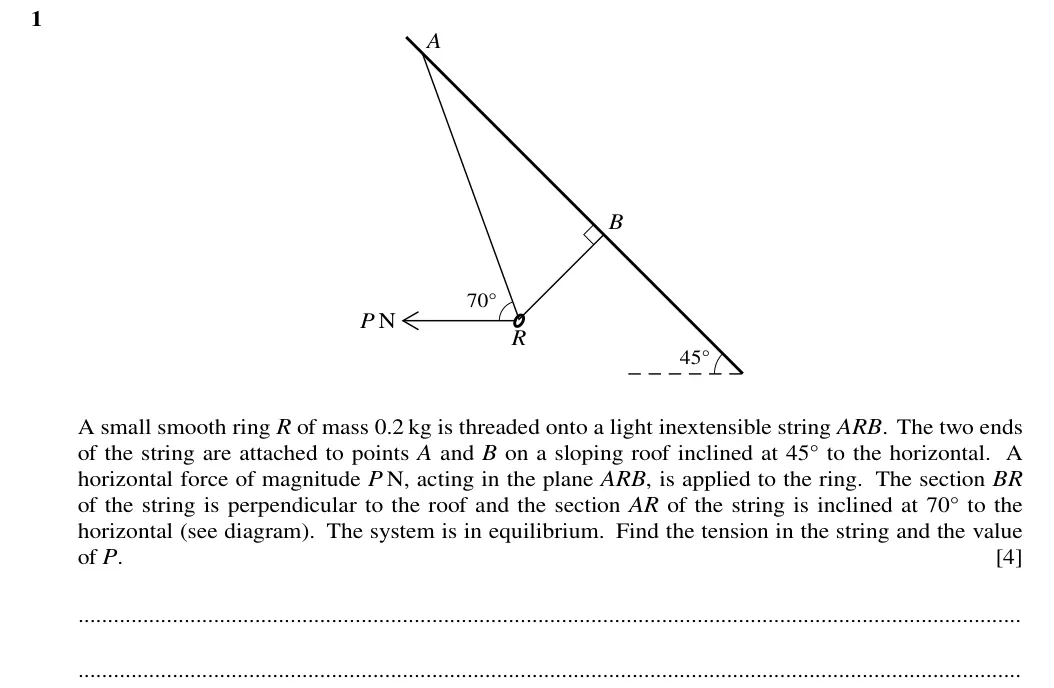 1
A
B
70°
P N
R
45°
A small smooth ring R of mass 0.2 kg is threaded onto a light inextensible string ARB. The two ends
of the string are attached to points A and B on a sloping roof inclined at 45° to the horizontal. A
horizontal force of magnitude P N, acting in the plane ARB, is applied to the ring. The section BR
of the string is perpendicular to the roof and the section AR of the string is inclined at 70° to the
horizontal (see diagram). The system is in equilibrium. Find the tension in the string and the value
of P. [4]